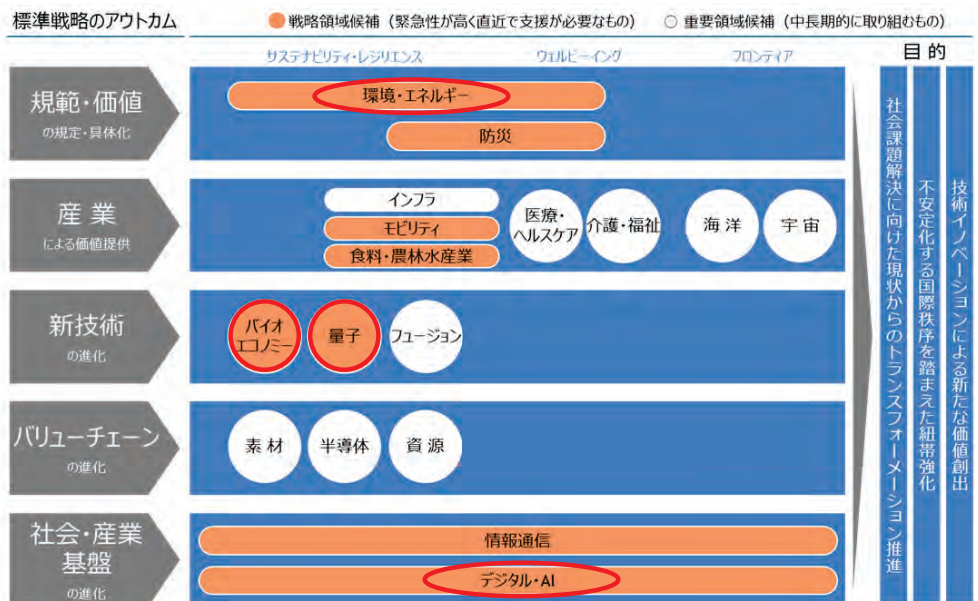 標準戦略のアウトカム
戦略領域候補（緊急性が高く直近で支援が必要なもの）
重要領域候補（中長期的に取り組むもの）
サステナビリティ・レジリエンス
ウェルビーイング
フロンティア
目的
規範・価値
の規定・具体化
環境・エネルギー
防災
産業
による価値提供
インフラ
モビリティ
食料・農林水産業
医療・
ヘルスケア
介護・福祉
海洋
宇宙
新技術
の進化
バイオ
エコノミー
量子
フュージョン
バリューチェーン
の進化
素材
半導体
資源
社会・産業
基盤
の進化
情報通信
デジタル・AI
社会課題解決に向けた現状からのトランスフォーメーション推進
不安定化する国際秩序を踏まえた紐帯強化
技術イノベーションによる新たな価値創出